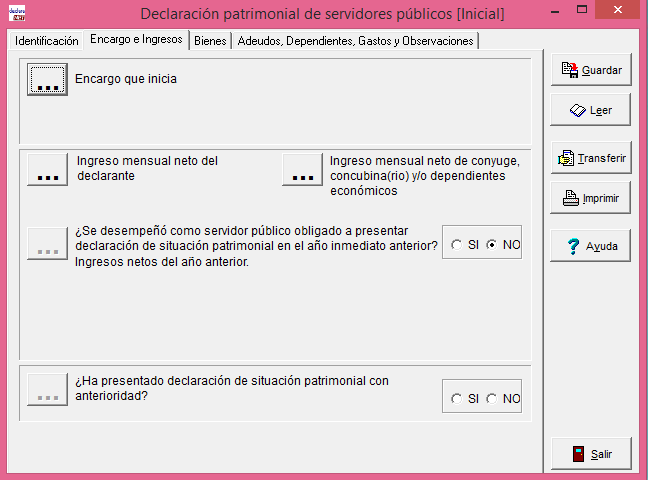 Declaración patrimonial de servidores públicos [Inicial]
Identificación
Encargo e Ingresos
Bienes
Adeudos, Dependientes, Gastos y Observaciones
...
Encargo que inicia
...
Ingreso mensual neto del
declarante
...
Ingreso mensual neto de conyuge,
concubina(rio) y/o dependientes
económicos
...
¿Se desempeñó como servidor público obligado a presentar
declaración de situación patrimonial en el año inmediato anterior?
Ingresos netos del año anterior.
SI
NO
...
¿Ha presentado declaración de situación patrimonial con
anterioridad?
SI
NO
Guardar
Leer
Transferir
Imprimir
Ayuda
Salir